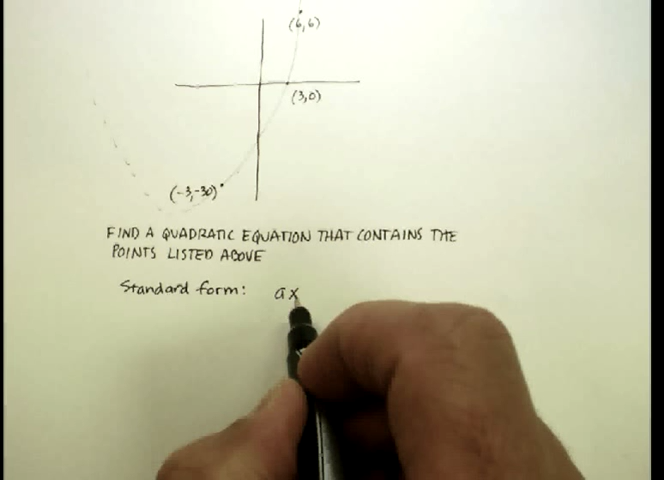 (6,6)
(3,0)
(-3,-30)
FIND A QUADRATIC EQUATION THAT CONTAINS THE
POINTS LISTED ABOVE
Standard form: ax